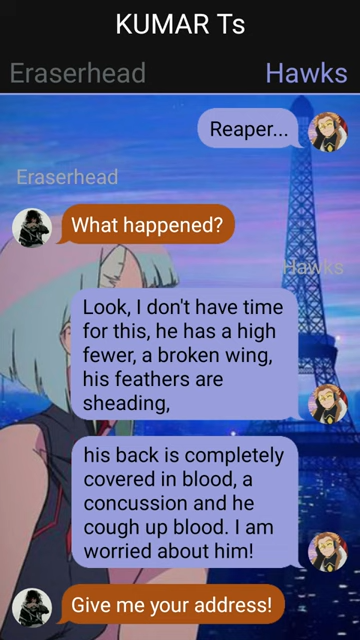 KUMAR Ts
Eraserhead Hawks
Reaper...
Eraserhead
What happened?
Hawks
Look, I don't have time
for this, he has a high
fewer, a broken wing,
his feathers are
sheading,
his back is completely
covered in blood, a
concussion and he
cough up blood. I am
worried about him!
Give me your address!